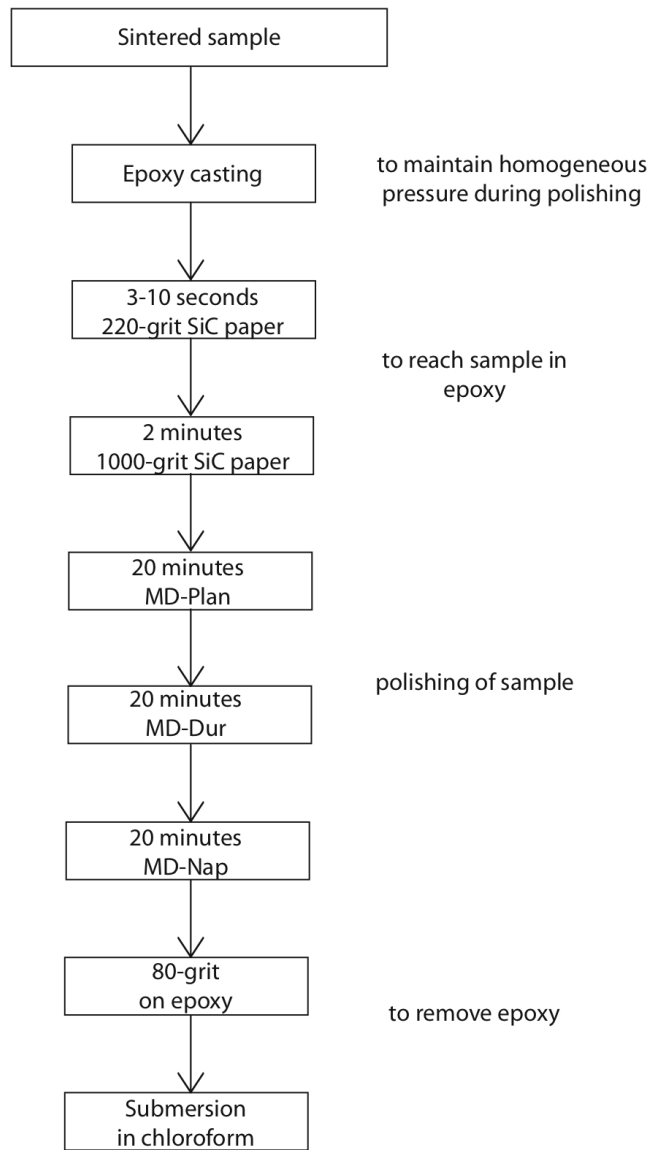 Sintered sample
Epoxy casting
to maintain homogeneous
pressure during polishing
3-10 seconds
220-grit SiC paper
to reach sample in
epoxy
2 minutes
1000-grit SiC paper
20 minutes
MD-Plan
20 minutes
MD-Dur
polishing of sample
20 minutes
MD-Nap
80-grit
on epoxy
to remove epoxy
Submersion
in chloroform